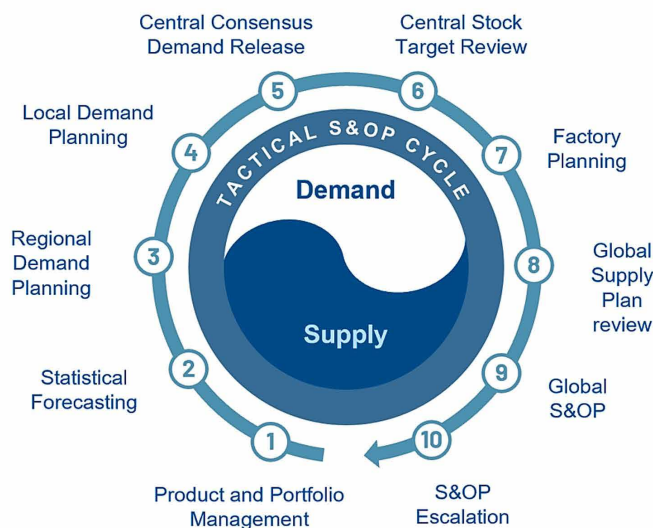 Central Consensus
Demand Release
Central Stock
Target Review
5
6
Local Demand
Planning
4
TACTICAL S&OP CYCLE
7
Factory
Planning
Demand
Regional
Demand
Planning
3
8
Global
Supply
Plan
review
Supply
Statistical
Forecasting
2
9
Global
S&OP
1
10
Product and Portfolio
Management
S&OP
Escalation